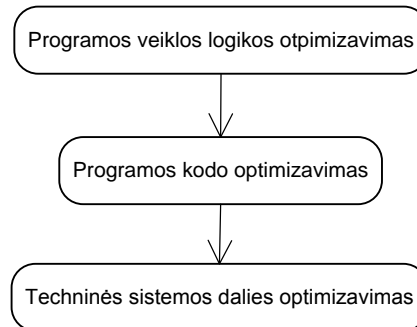 Programos veiklos logikos otpimizavimas
Programos kodo optimizavimas
Techninės sistemos dalies optimizavimas